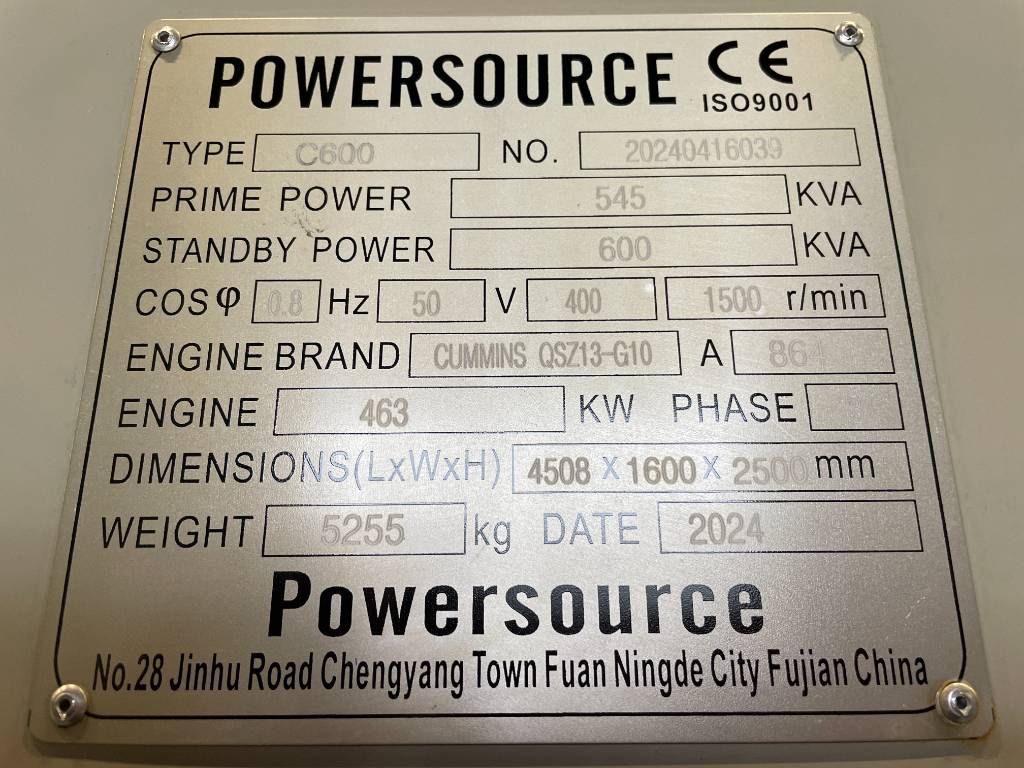 POWERSOURCE CE
ISO9001
TYPE C600 NO. 20240416039
PRIME POWER 545 KVA
STANDBY POWER 600 KVA
COSφ 0.8 Hz 50 V 400 1500 r/min
ENGINE BRAND CUMMINS QSZ13-G10 A 864
ENGINE 463 KW PHASE
DIMENSIONS(LxWxH) 4508 x 1600 x 2500 mm
WEIGHT 5255 kg DATE 2024
Powersource
No.28 Jinhu Road Chengyang Town Fuan Ningde City Fujian China